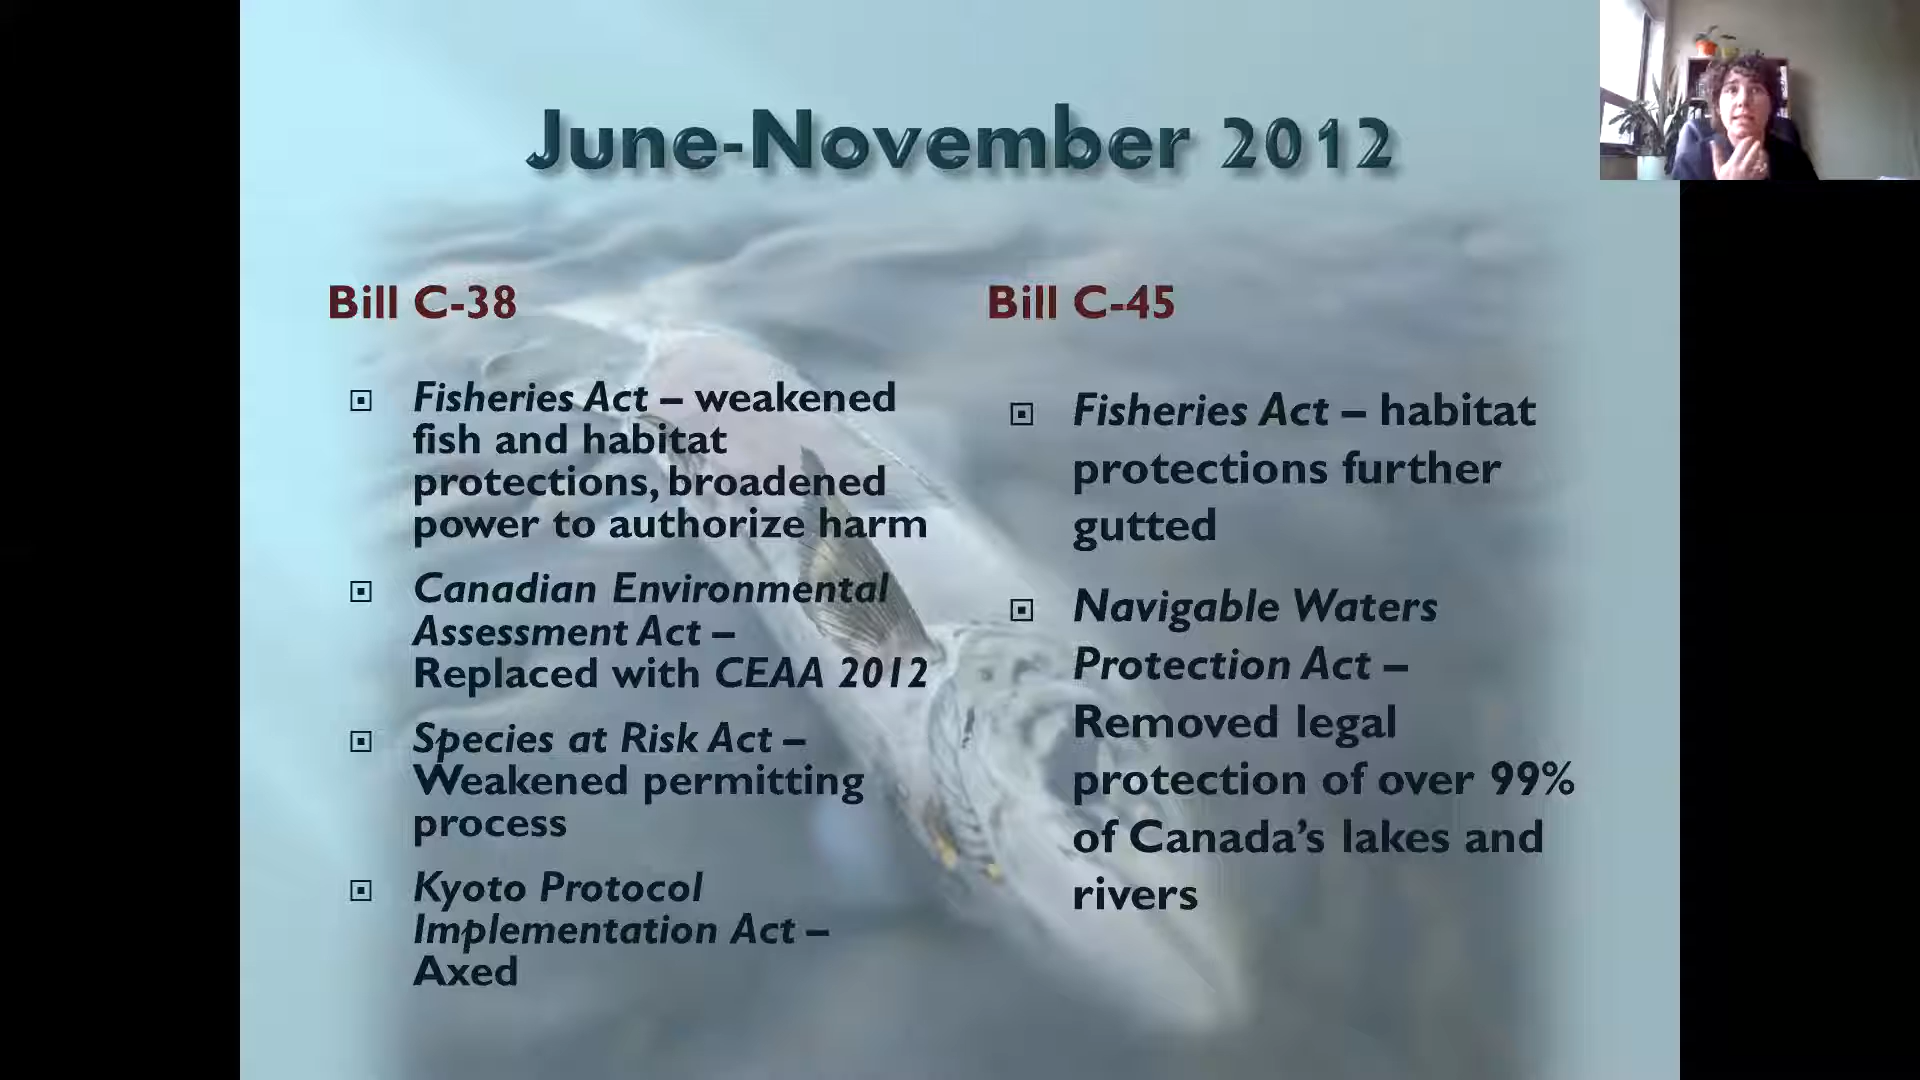 June-November 2012
Bill C-38
Fisheries Act – weakened
fish and habitat
protections, broadened
power to authorize harm
Canadian Environmental
Assessment Act –
Replaced with CEAA 2012
Species at Risk Act –
Weakened permitting
process
Kyoto Protocol
Implementation Act –
Axed
Bill C-45
Fisheries Act – habitat
protections further
gutted
Navigable Waters
Protection Act –
Removed legal
protection of over 99%
of Canada's lakes and
rivers